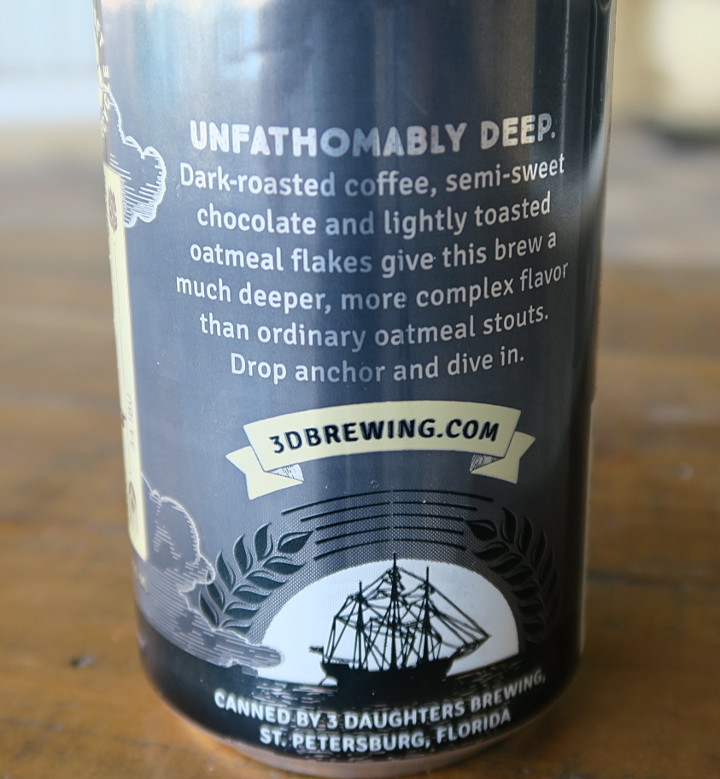 UNFATHOMABLY DEEP.
Dark-roasted coffee, semi-sweet
chocolate and lightly toasted
oatmeal flakes give this brew a
much deeper, more complex flavor
than ordinary oatmeal stouts.
Drop anchor and dive in.
3DBREWING.COM
CANNED BY 3 DAUGHTERS BREWING,
ST. PETERSBURG, FLORIDA